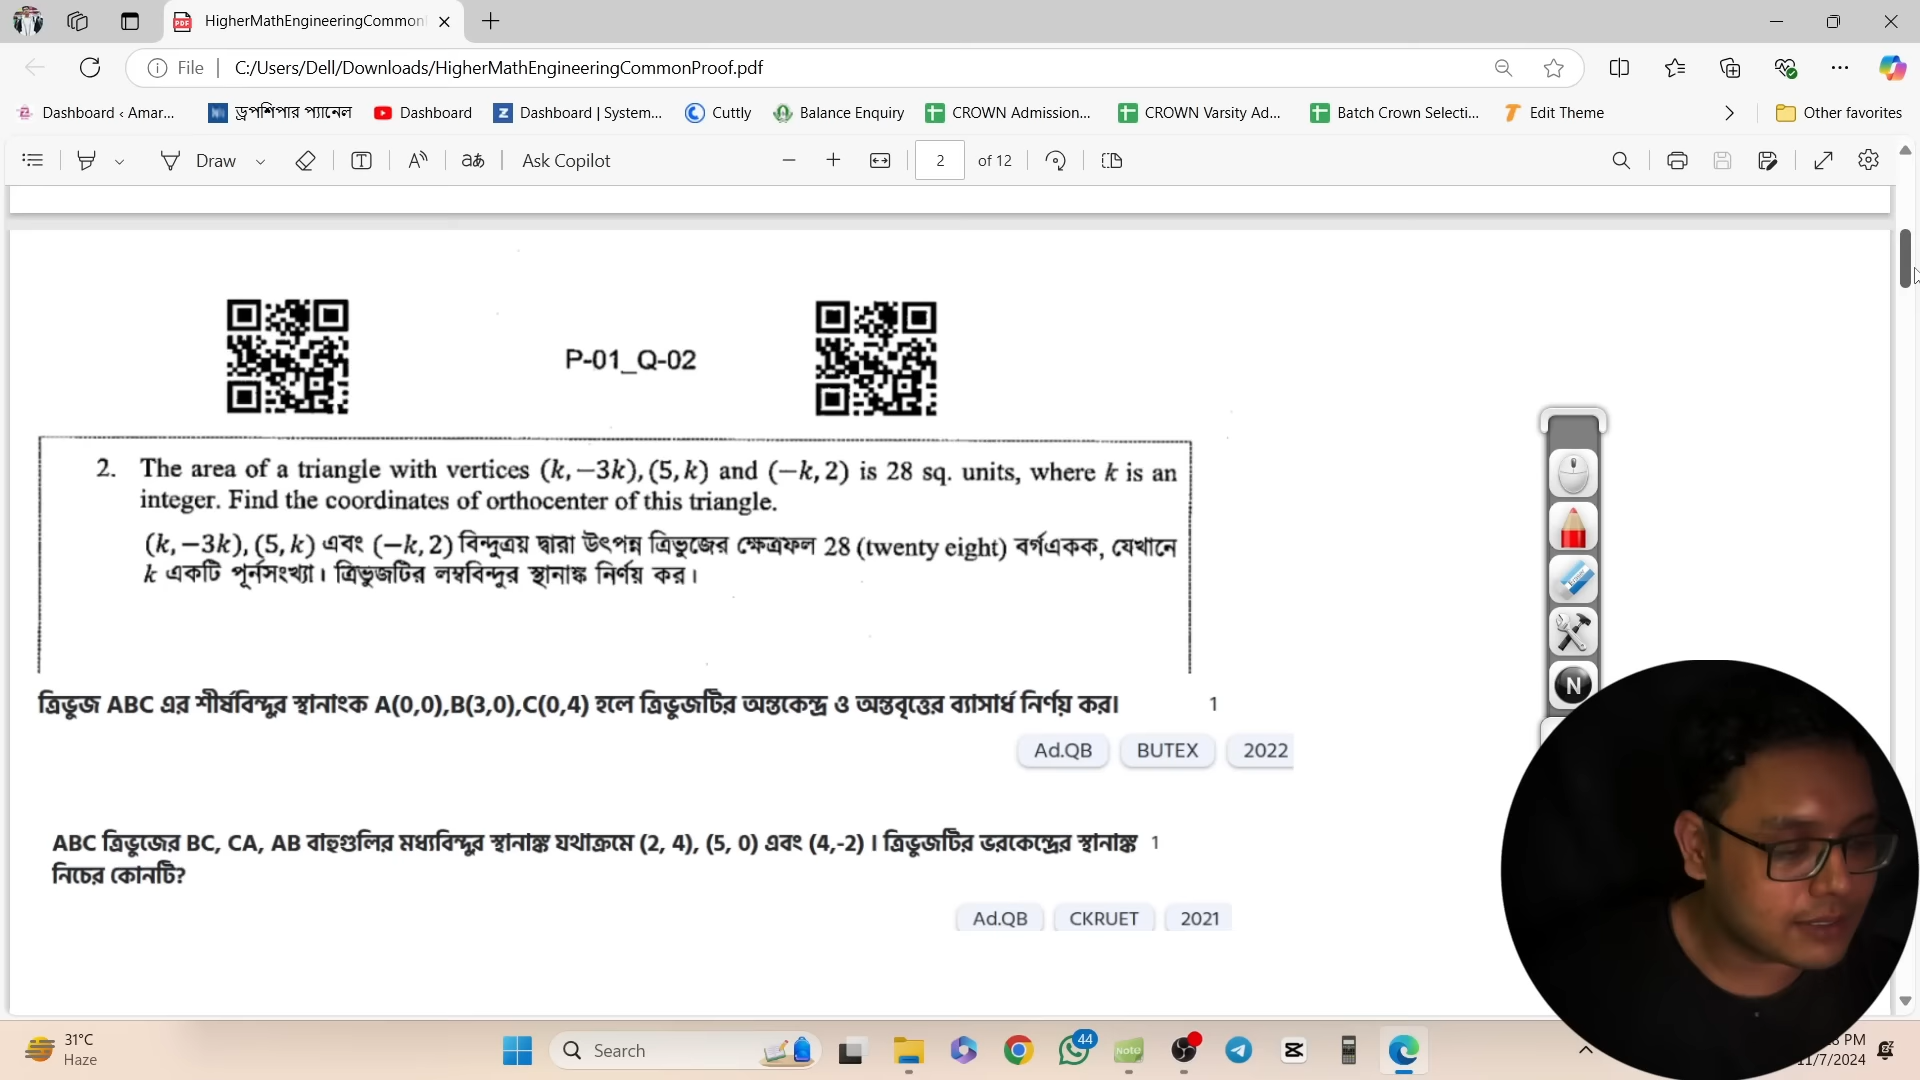 HigherMathEngineeringCommon
File C:/Users/Dell/Downloads/HigherMathEngineeringCommonProof.pdf
Dashboard ‹ Amar... ড্রপশিপার প্যানেল Dashboard Dashboard | System... Cuttly Balance Enquiry CROWN Admission... CROWN Varsity Ad... Batch Crown Selecti... Edit Theme Other favorites
Draw Ask Copilot 2 of 12
P-01_Q-02
2. The area of a triangle with vertices (k,−3k), (5, k) and (−k, 2) is 28 sq. units, where k is an
integer. Find the coordinates of orthocenter of this triangle.
(k, −3k), (5, k) এবং (−k, 2) বিন্দুত্রয় দ্বারা উৎপন্ন ত্রিভুজের ক্ষেত্রফল 28 (twenty eight) বর্গএকক, যেখানে
k একটি পূর্নসংখ্যা। ত্রিভুজটির লম্ববিন্দুর স্থানাঙ্ক নির্ণয় কর।
ত্রিভুজ ABC এর শীর্ষবিন্দুর স্থানাংক A(0,0),B(3,0),C(0,4) হলে ত্রিভুজটির অন্তকেন্দ্র ও অন্তবৃত্তের ব্যাসার্ধ নির্ণয় কর। 1
Ad.QB BUTEX 2022
ABC ত্রিভুজের BC, CA, AB বাহুগুলির মধ্যবিন্দুর স্থানাঙ্ক যথাক্রমে (2, 4), (5, 0) এবং (4,-2) । ত্রিভুজটির ভরকেন্দ্রের স্থানাঙ্ক 1
নিচের কোনটি?
Ad.QB CKRUET 2021
N
31°C
Haze
Search
44
PM
11/7/2024